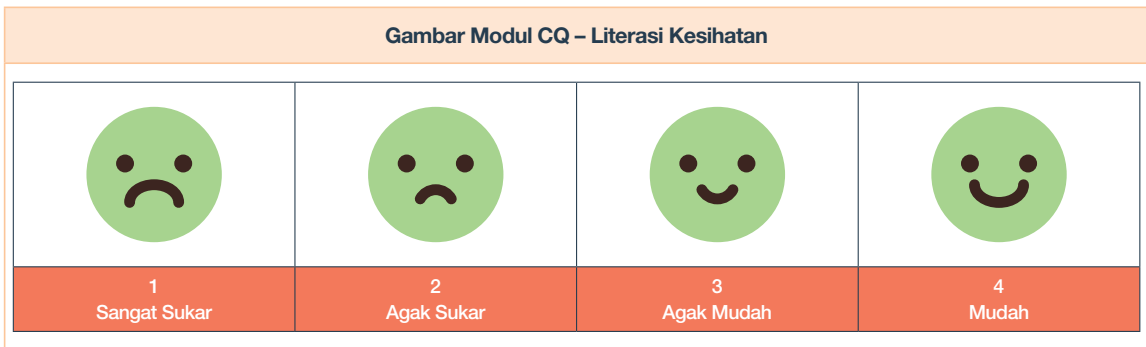 Gambar Modul CQ – Literasi Kesihatan
1
Sangat Sukar
2
Agak Sukar
3
Agak Mudah
4
Mudah